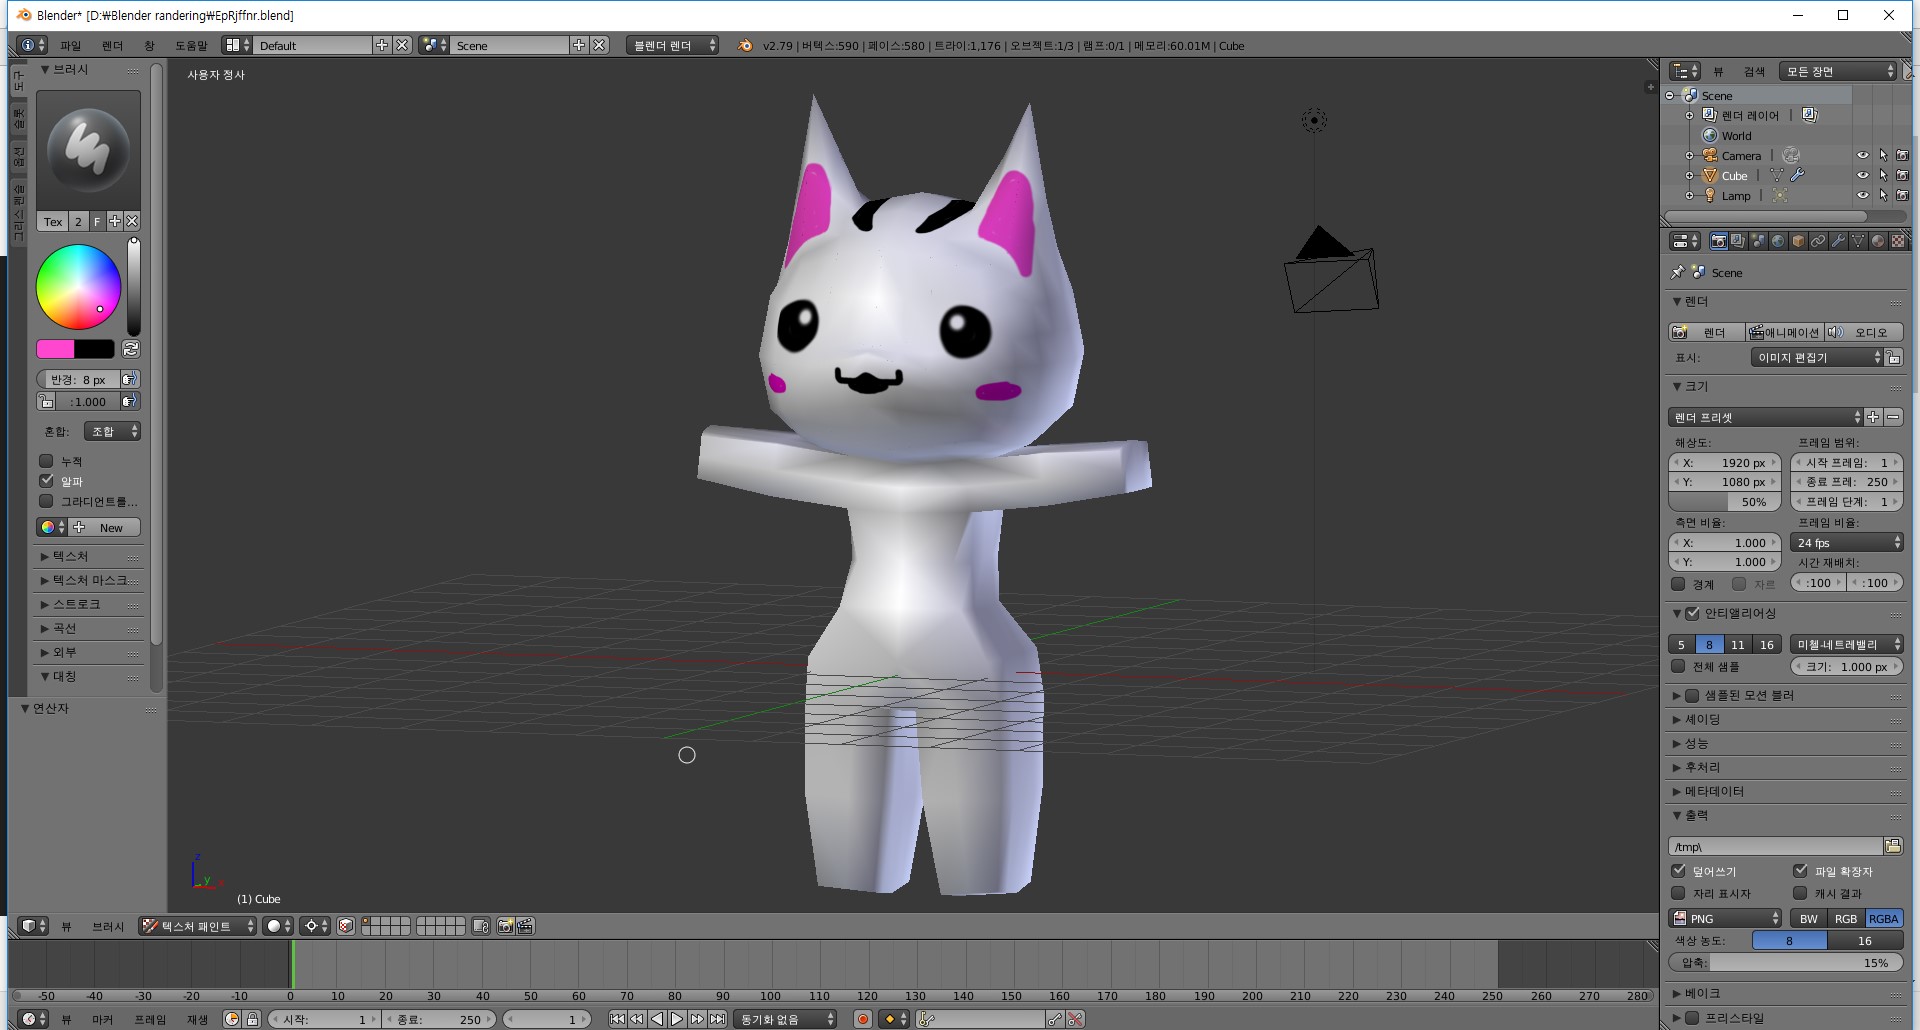 Blender* [D:₩Blender randering₩EpRjffnr.blend]
파일 렌더 창 도움말 Default Scene 블렌더 렌더 v2.79 | 버텍스:590 | 페이스:580 | 트라이:1,176 | 오브젝트:1/3 | 램프:0/1 | 메모리:60.01M | Cube
브러시
사용자 정사
Tex 2 F
반경: 8 px
:1.000
혼합: 조합
누적
알파
그라디언트를...
New
텍스처
텍스처 마스크
스트로크
곡선
외부
대칭
연산자
(1) Cube
z
y
뷰 브러시 텍스처 페인트
-50 -40 -30 -20 -10 0 10 20 30 40 50 60 70 80 90 100 110 120 130 140 150 160 170 180 190 200 210 220 230 240 250 260 270 280
뷰 마커 프레임 재생 시작: 1 종료: 250 1 동기화 없음
뷰 검색 모든 장면
Scene
렌더 레이어
World
Camera
Cube
Lamp
Scene
렌더
렌더 애니메이션 오디오
표시: 이미지 편집기
크기
렌더 프리셋
해상도: 프레임 범위:
X: 1920 px 시작 프레임: 1
Y: 1080 px 종료 프레: 250
50% 프레임 단계: 1
측면 비율: 프레임 비율:
X: 1.000 24 fps
Y: 1.000 시간 재배치:
경계 자르 :100 :100
안티앨리어싱
5 8 11 16 미첼-네트레밸리
전체 샘플 크기: 1.000 px
샘플된 모션 블러
셰이딩
성능
후처리
메타데이터
출력
/tmp\
덮어쓰기 파일 확장자
자리 표시자 캐시 결과
PNG BW RGB RGBA
색상 농도: 8 16
압축: 15%
베이크
프리스타일